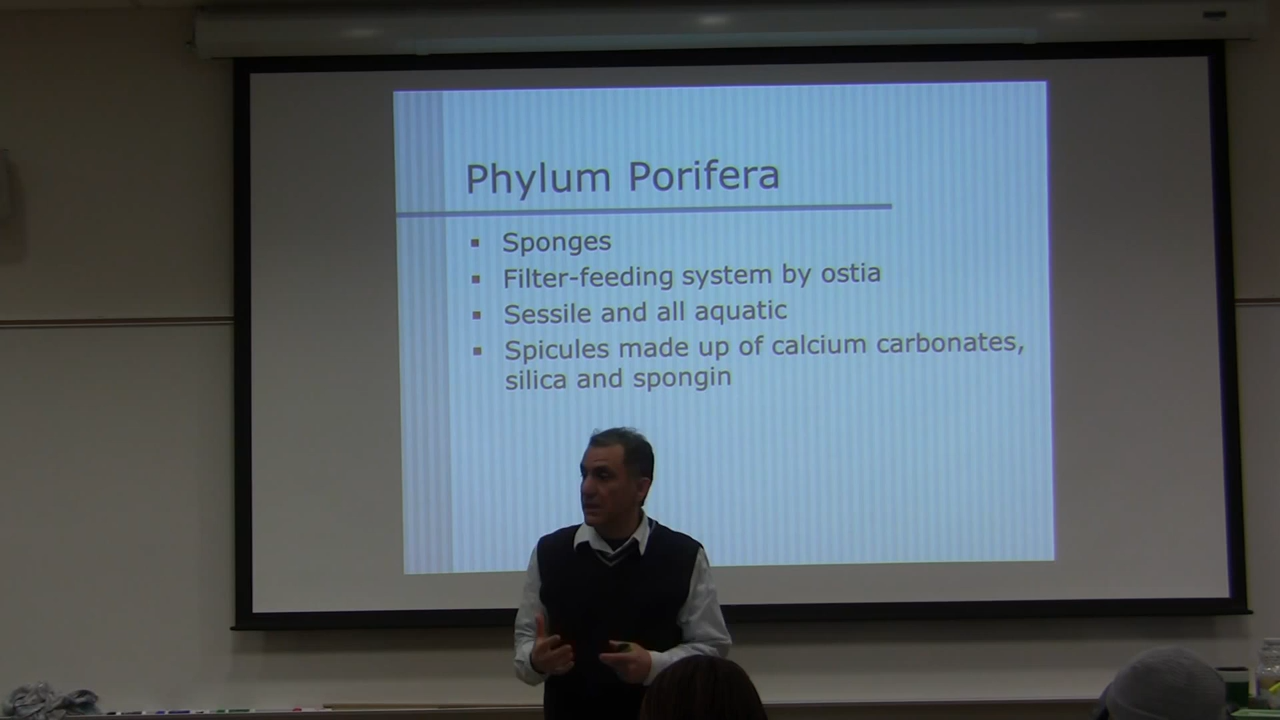 Phylum Porifera
▪ Sponges
▪ Filter-feeding system by ostia
▪ Sessile and all aquatic
▪ Spicules made up of calcium carbonates,
silica and spongin